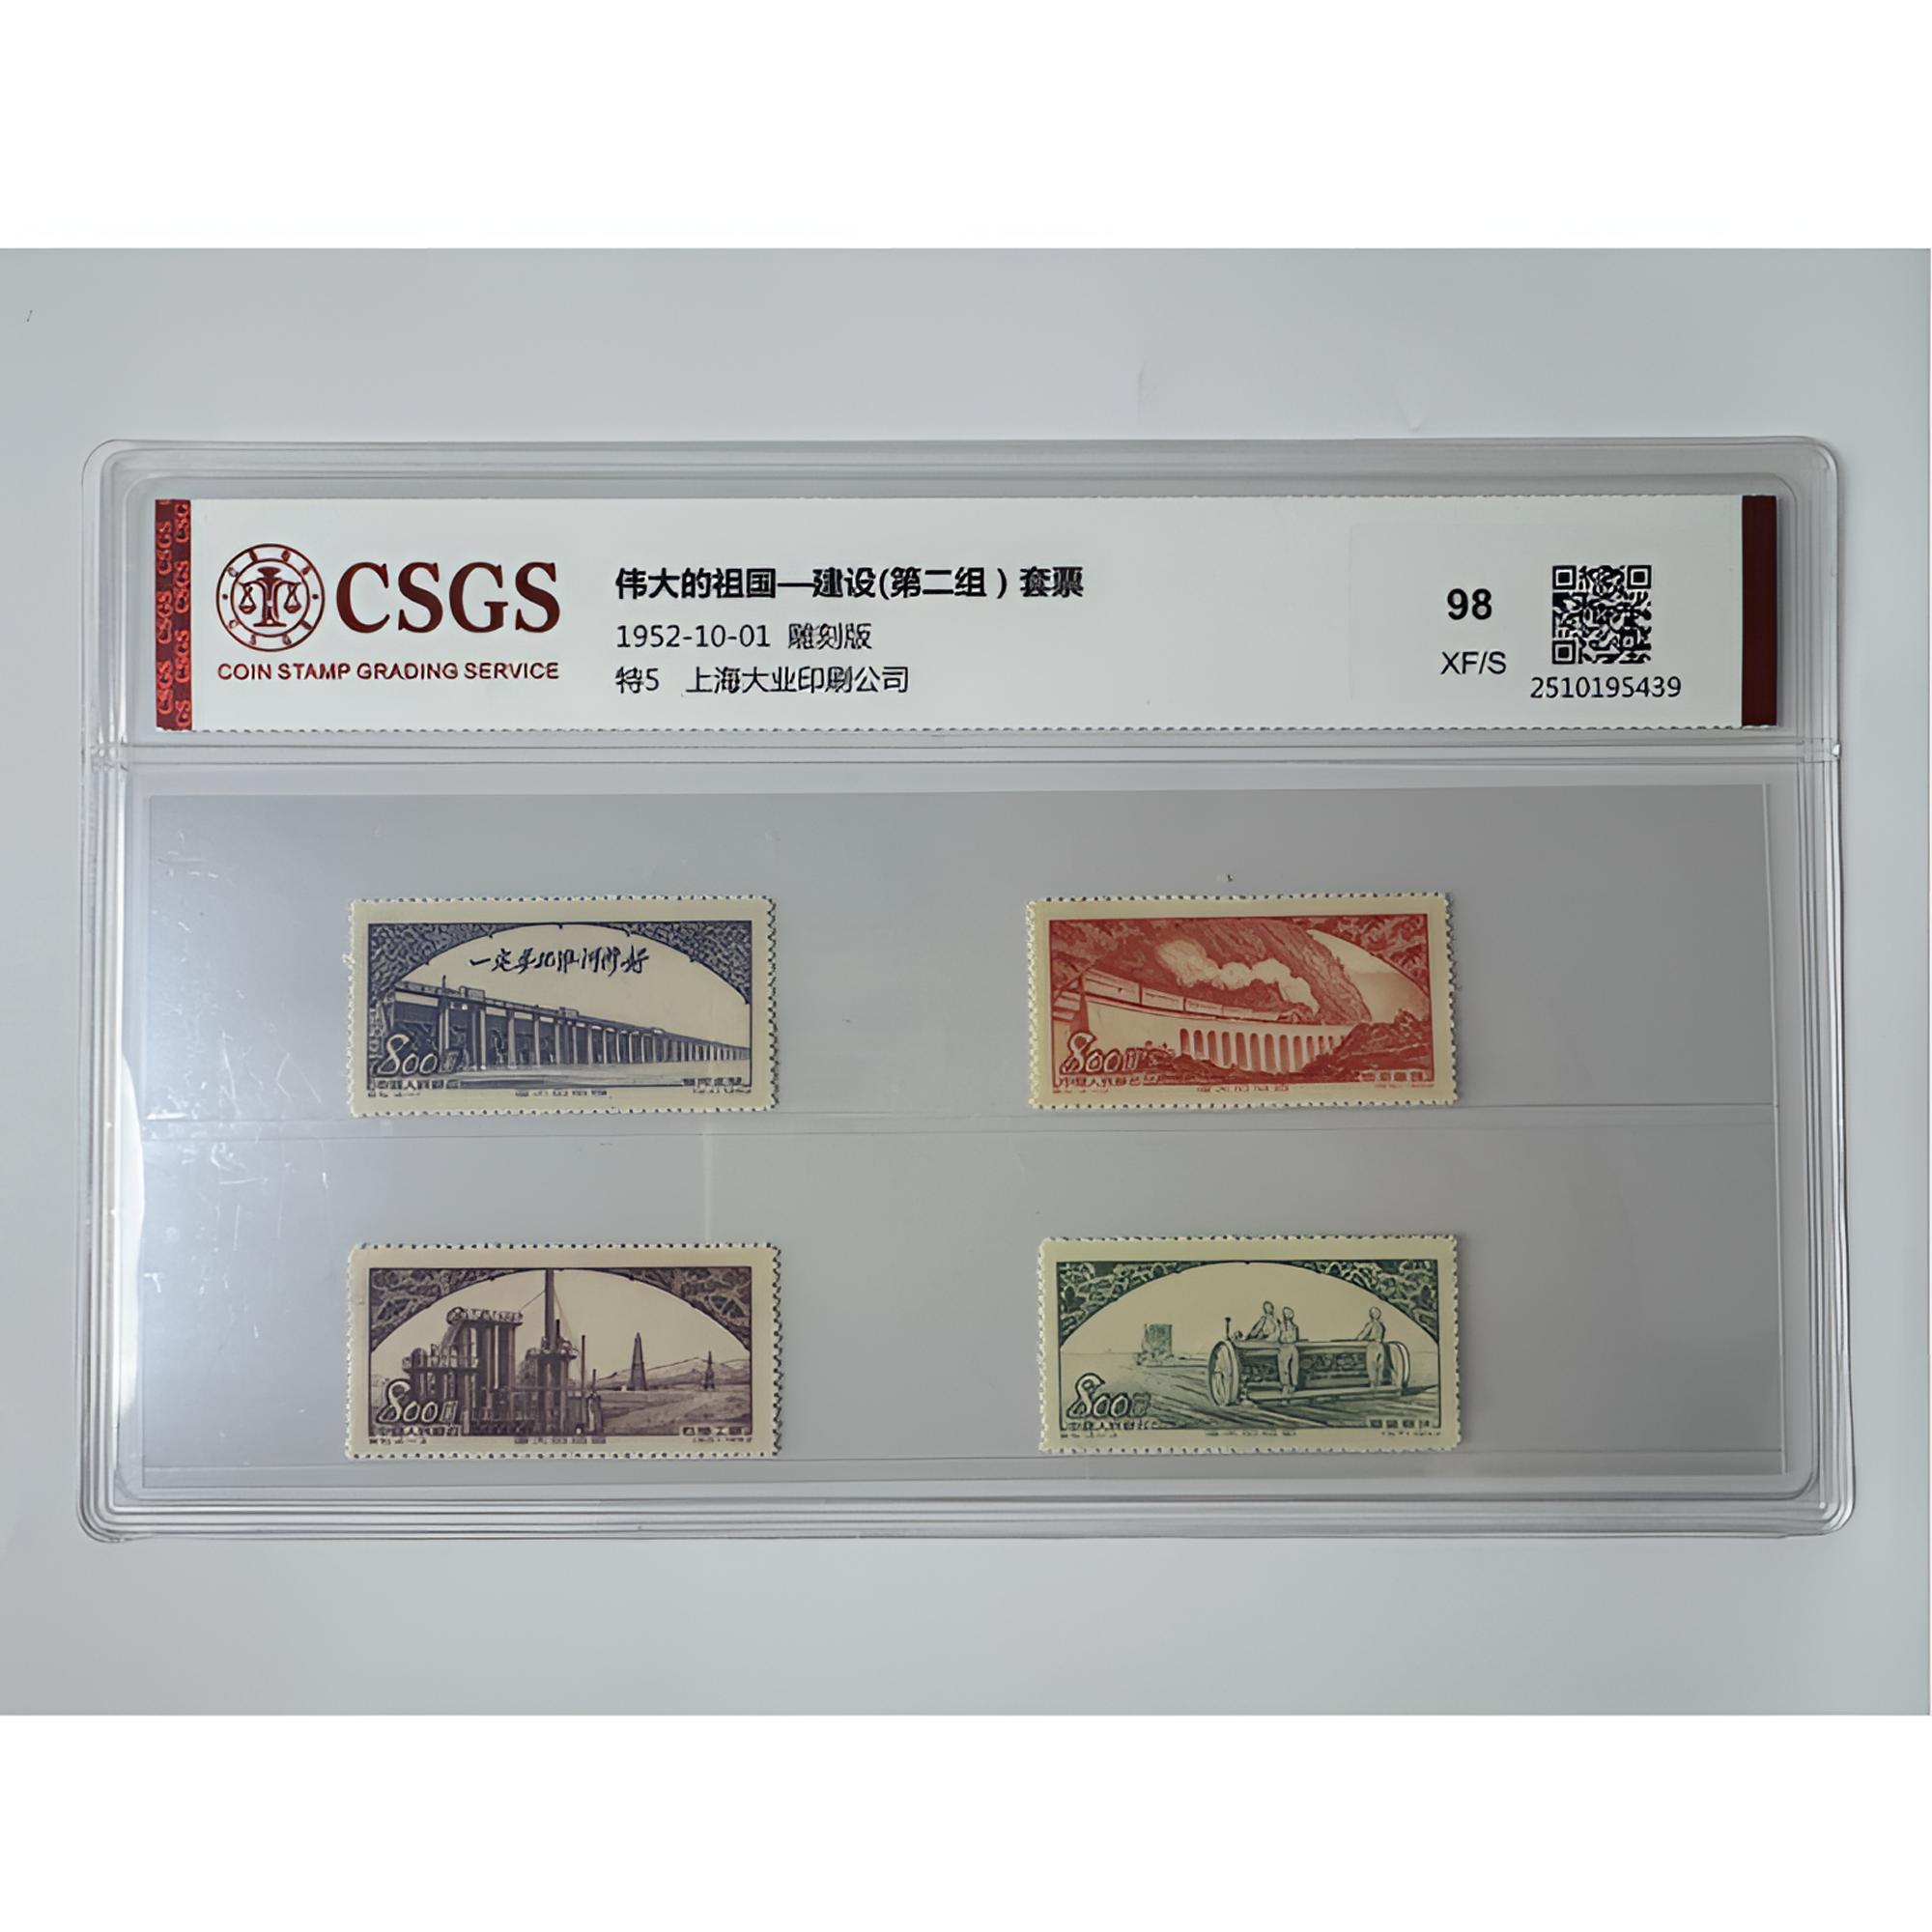 CSGS
COIN STAMP GRADING SERVICE
伟大的祖国—建设(第二组）套票
1952-10-01 雕刻版
特5 上海大业印刷公司
98
XF/S
2510195439
一定要把淮河修好
800
800
800
800